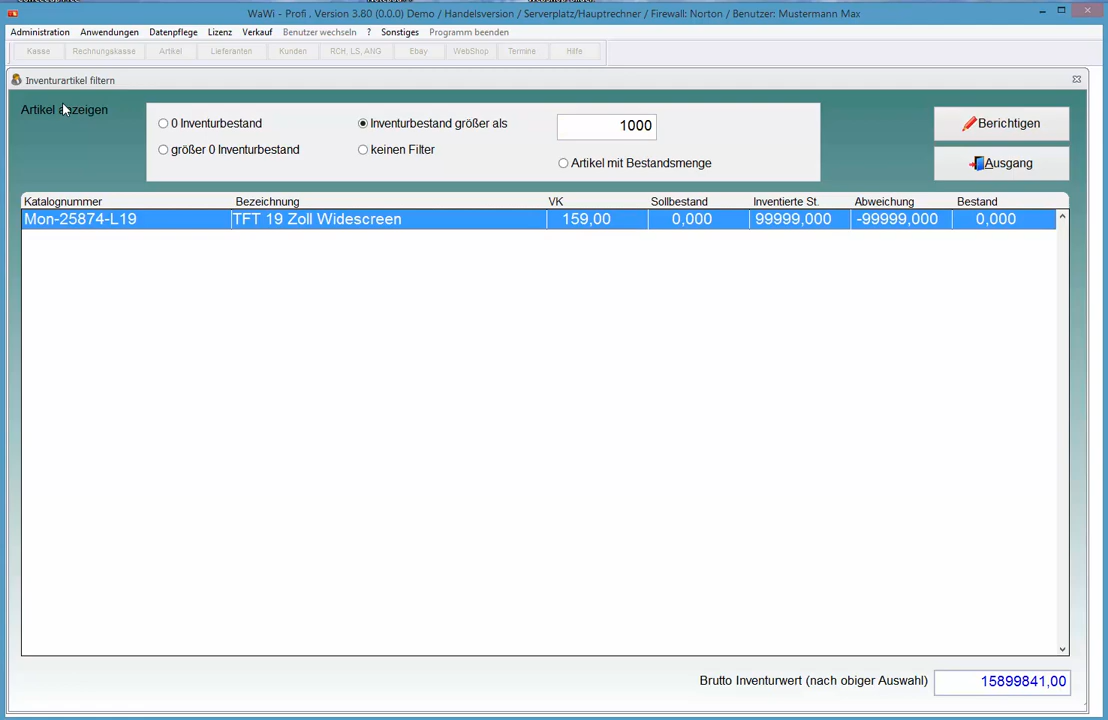 WaWi - Profi . Version 3.80 (0.0.0) Demo / Handelsversion / Serverplatz/Hauptrechner / Firewall: Norton / Benutzer: Mustermann Max
Administration Anwendungen Datenpflege Lizenz Verkauf Benutzer wechseln ? Sonstiges Programm beenden
Kasse Rechnungskasse Artikel Lieferanten Kunden RCH, LS, ANG Ebay WebShop Termine Hilfe
Inventurartikel filtern
Artikel anzeigen
0 Inventurbestand Inventurbestand größer als 1000
größer 0 Inventurbestand keinen Filter
Artikel mit Bestandsmenge
Berichtigen
Ausgang
Katalognummer Bezeichnung VK Sollbestand Inventierte St. Abweichung Bestand
Mon-25874-L19 TFT 19 Zoll Widescreen 159,00 0,000 99999,000 -99999,000 0,000
Brutto Inventurwert (nach obiger Auswahl) 15899841,00